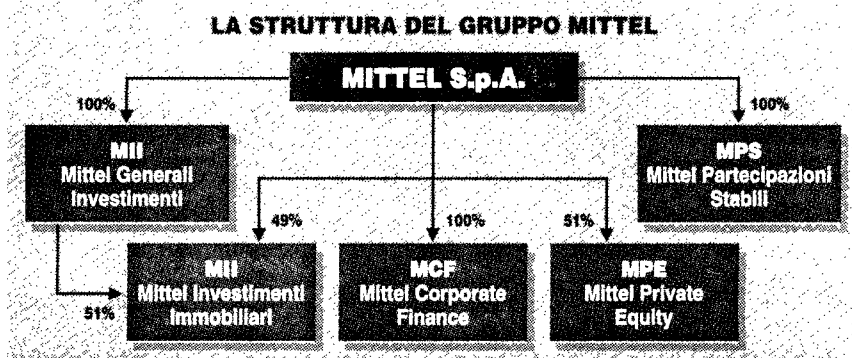 LA STRUTTURA DEL GRUPPO MITTEL
MITTEL S.p.A.
100%
100%
MII
Mittel Generali
Investimenti
MPS
Mittel Partecipazioni
Stabili
49%
100%
51%
51%
MII
Mittel Investimenti
Immobiliari
MCF
Mittel Corporate
Finance
MPE
Mittel Private
Equity